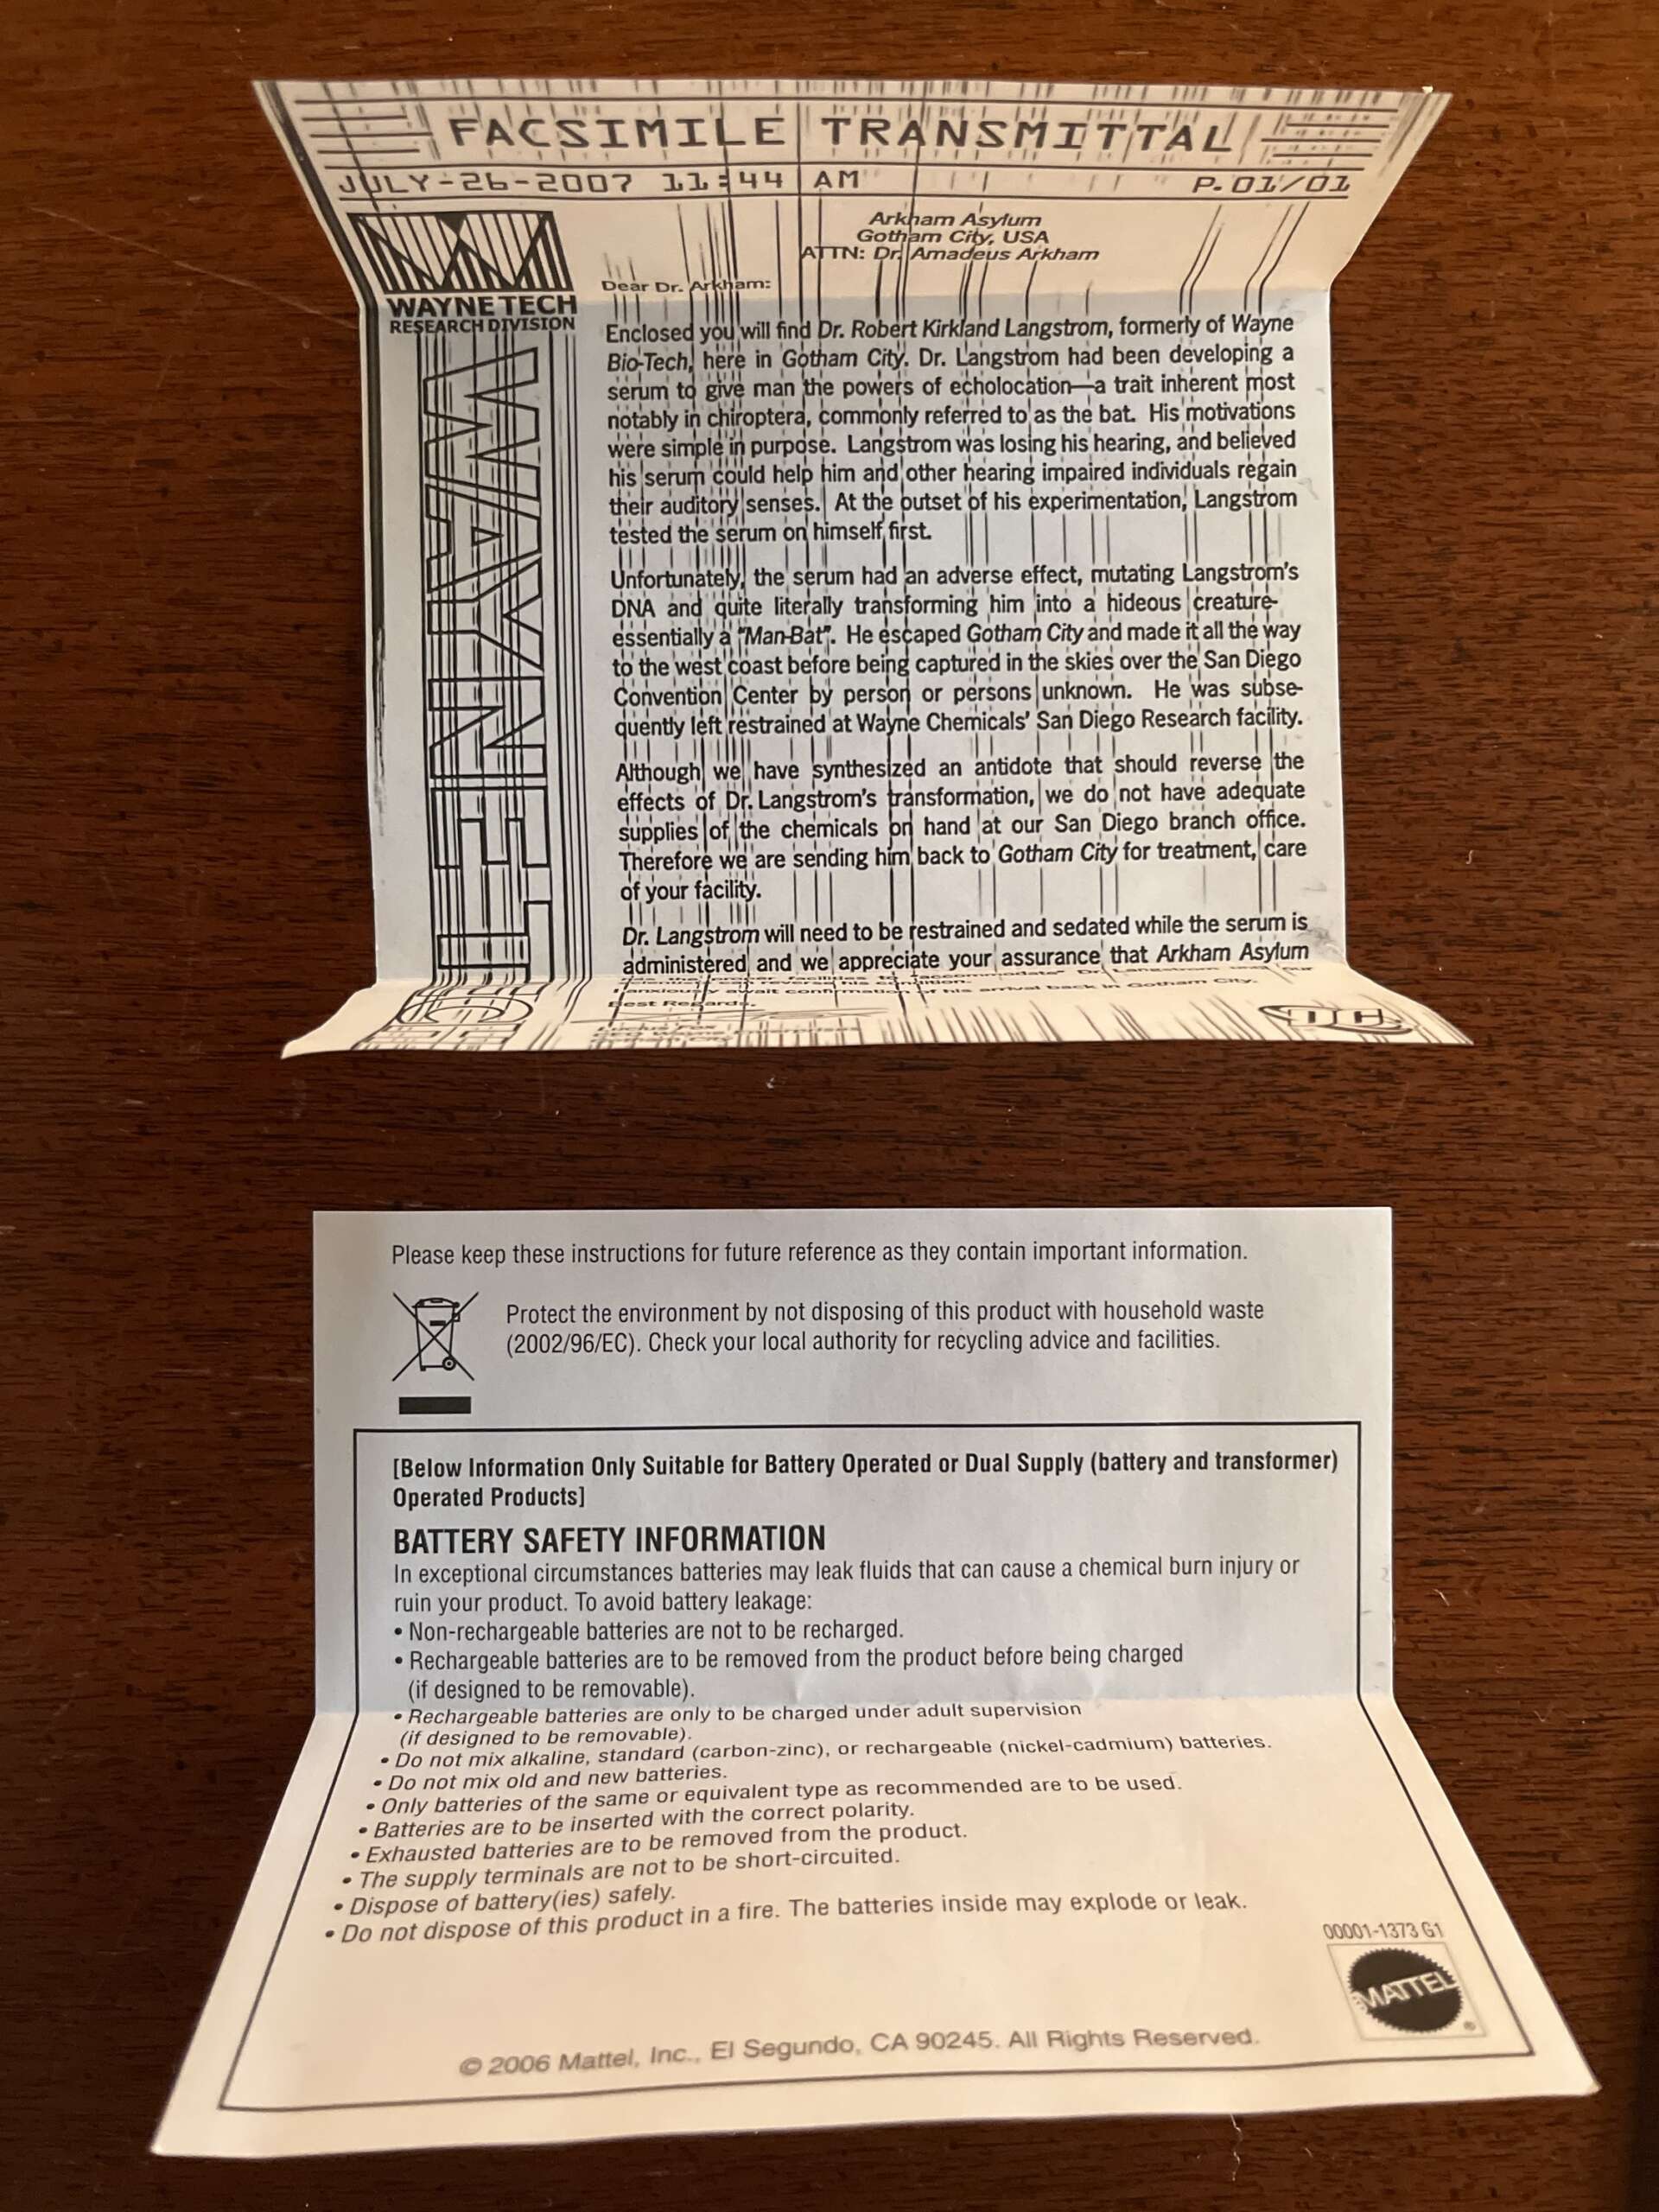 FACSIMILE TRANSMITTAL
JULY-26-2007 11:44 AM P.01/01
WAYNETECH
RESEARCH DIVISION
WAYNET
Arkham Asylum
Gotham City, USA
ATTN: Dr. Amadeus Arkham
Dear Dr. Arkham:
Enclosed you will find Dr. Robert Kirkland Langstrom, formerly of Wayne
Bio-Tech, here in Gotham City. Dr. Langstrom had been developing a
serum to give man the powers of echolocation—a trait inherent most
notably in chiroptera, commonly referred to as the bat. His motivations
were simple in purpose. Langstrom was losing his hearing, and believed
his serum could help him and other hearing impaired individuals regain
their auditory senses. At the outset of his experimentation, Langstrom
tested the serum on himself first.
Unfortunately, the serum had an adverse effect, mutating Langstrom's
DNA and quite literally transforming him into a hideous creature-
essentially a "Man-Bat". He escaped Gotham City and made it all the way
to the west coast before being captured in the skies over the San Diego
Convention Center by person or persons unknown. He was subse-
quently left restrained at Wayne Chemicals' San Diego Research facility.
Although we have synthesized an antidote that should reverse the
effects of Dr. Langstrom's transformation, we do not have adequate
supplies of the chemicals on hand at our San Diego branch office.
Therefore we are sending him back to Gotham City for treatment, care
of your facility.
Dr. Langstrom will need to be restrained and sedated while the serum is
administered and we appreciate your assurance that Arkham Asylum
await confirmation of his arrival back in Gotham City.
Best Regards,
DC
Please keep these instructions for future reference as they contain important information.
Protect the environment by not disposing of this product with household waste
(2002/96/EC). Check your local authority for recycling advice and facilities.
[Below Information Only Suitable for Battery Operated or Dual Supply (battery and transformer)
Operated Products]
BATTERY SAFETY INFORMATION
In exceptional circumstances batteries may leak fluids that can cause a chemical burn injury or
ruin your product. To avoid battery leakage:
• Non-rechargeable batteries are not to be recharged.
• Rechargeable batteries are to be removed from the product before being charged
(if designed to be removable).
• Rechargeable batteries are only to be charged under adult supervision
(if designed to be removable).
• Do not mix alkaline, standard (carbon-zinc), or rechargeable (nickel-cadmium) batteries.
• Do not mix old and new batteries.
• Only batteries of the same or equivalent type as recommended are to be used.
• Batteries are to be inserted with the correct polarity.
• Exhausted batteries are to be removed from the product.
• The supply terminals are not to be short-circuited.
• Dispose of battery(ies) safely.
• Do not dispose of this product in a fire. The batteries inside may explode or leak.
00001-1373 G1
MATTEL®
© 2006 Mattel, Inc., El Segundo, CA 90245. All Rights Reserved.